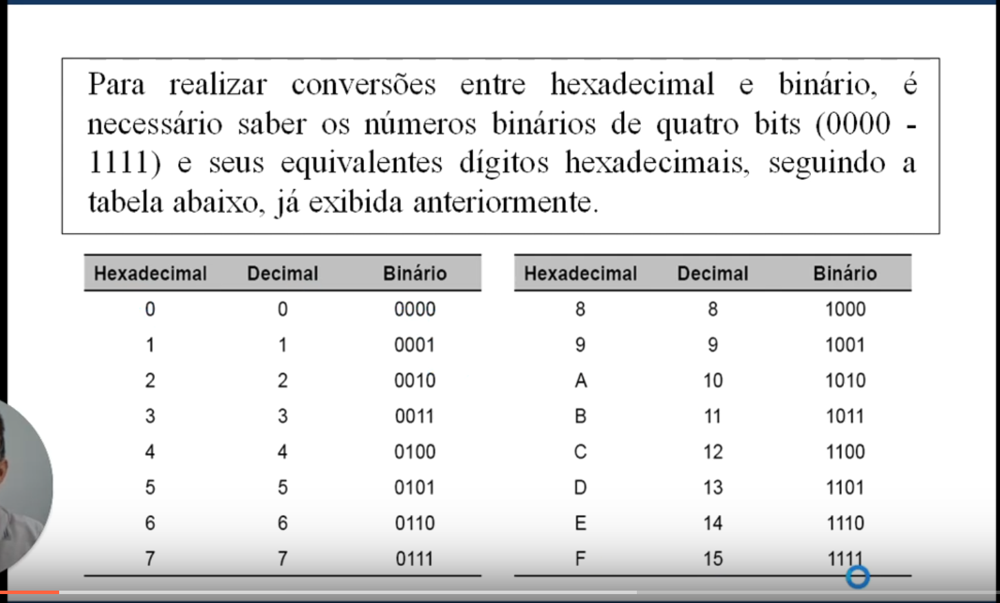 Para realizar conversões entre hexadecimal e binário, é
necessário saber os números binários de quatro bits (0000 -
1111) e seus equivalentes dígitos hexadecimais, seguindo a
tabela abaixo, já exibida anteriormente.
Hexadecimal Decimal Binário
0 0 0000
1 1 0001
2 2 0010
3 3 0011
4 4 0100
5 5 0101
6 6 0110
7 7 0111
Hexadecimal Decimal Binário
8 8 1000
9 9 1001
A 10 1010
B 11 1011
C 12 1100
D 13 1101
E 14 1110
F 15 1111